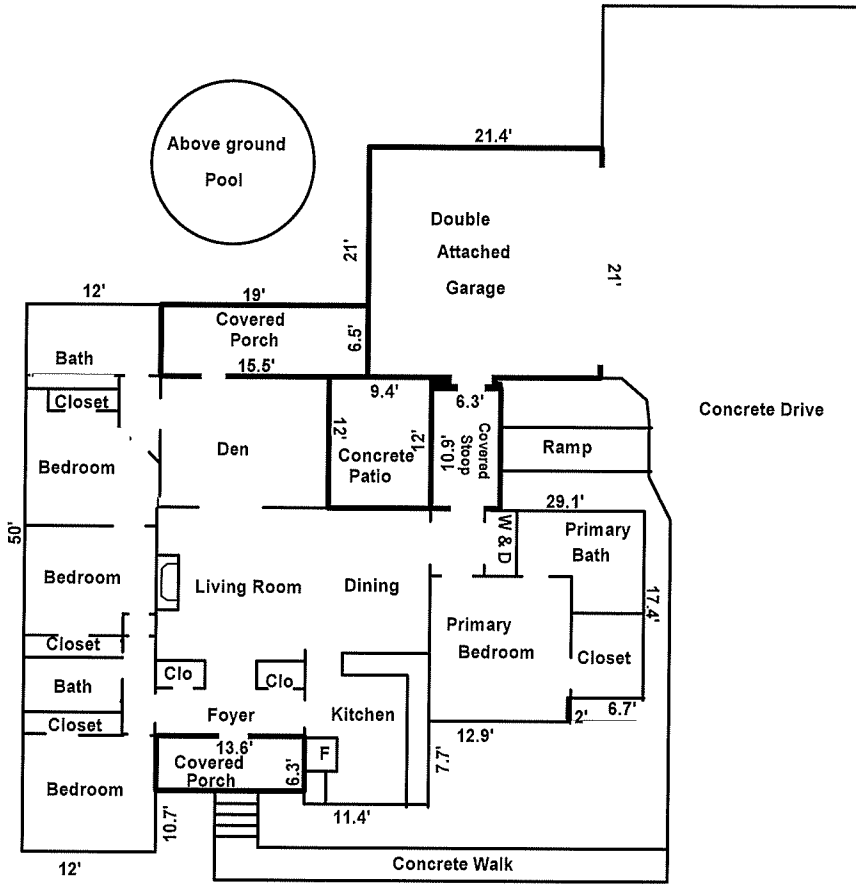 21.4'
Above ground
Pool
Double
Attached
Garage
21'
21'
12'
19'
Covered
Porch
6.5'
Bath
15.5'
9.4'
6.3'
Closet
Concrete Drive
Den
12'
12'
10.9'
Covered
Stoop
Ramp
Bedroom
Concrete
Patio
29.1'
50'
W & D
Primary
Bath
Bedroom
Living Room
Dining
17.4'
Primary
Bedroom
Closet
Closet
Clo
Clo
Bath
Foyer
Kitchen
6.7'
2'
Closet
12.9'
13.6'
Covered
Porch
6.3'
F
7.7'
Bedroom
10.7'
11.4'
12'
Concrete Walk